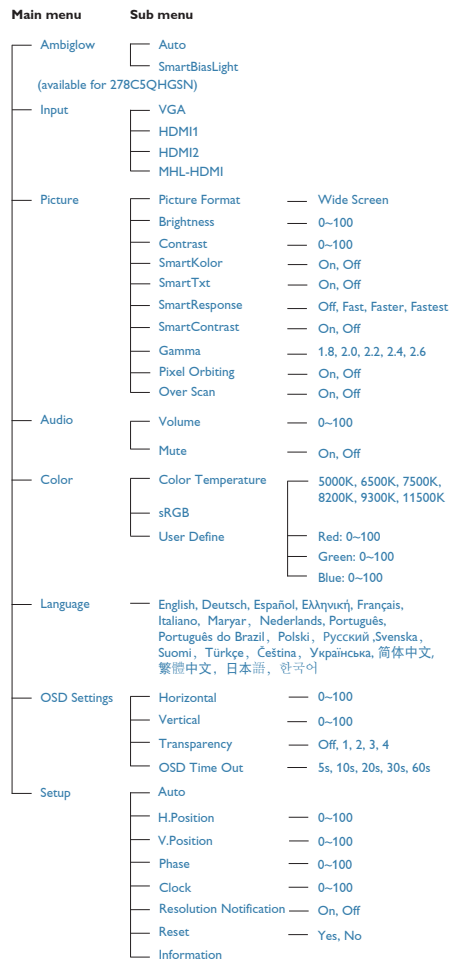 Main menu Sub menu
Ambiglow Auto
SmartBiasLight
(available for 278C5QHGSN)
Input VGA
HDMI1
HDMI2
MHL-HDMI
Picture Picture Format Wide Screen
Brightness 0~100
Contrast 0~100
SmartKolor On, Off
SmartTxt On, Off
SmartResponse Off, Fast, Faster, Fastest
SmartContrast On, Off
Gamma 1.8, 2.0, 2.2, 2.4, 2.6
Pixel Orbiting On, Off
Over Scan On, Off
Audio Volume 0~100
Mute On, Off
Color Color Temperature 5000K, 6500K, 7500K,
8200K, 9300K, 11500K
sRGB
User Define Red: 0~100
Green: 0~100
Blue: 0~100
Language English, Deutsch, Español, Ελληνική, Français,
Italiano, Maryar, Nederlands, Português,
Português do Brazil, Polski, Русский ,Svenska,
Suomi, Türkçe, Čeština, Українська, 简体中文,
繁體中文, 日本語, 한국어
OSD Settings Horizontal 0~100
Vertical 0~100
Transparency Off, 1, 2, 3, 4
OSD Time Out 5s, 10s, 20s, 30s, 60s
Setup Auto
H.Position 0~100
V.Position 0~100
Phase 0~100
Clock 0~100
Resolution Notification On, Off
Reset Yes, No
Information